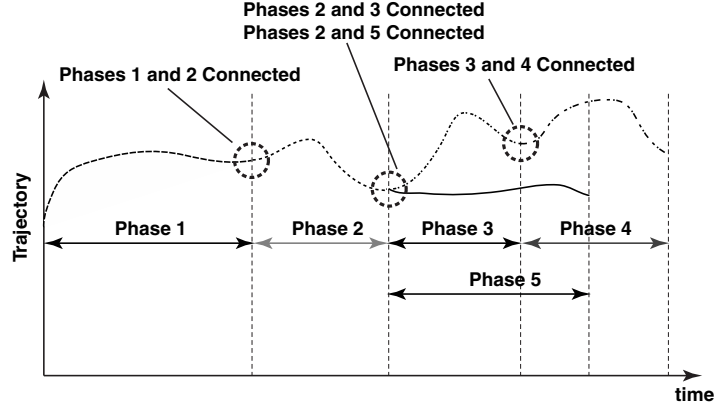 Phases 2 and 3 Connected
Phases 2 and 5 Connected
Phases 1 and 2 Connected
Phases 3 and 4 Connected
Trajectory
Phase 1
Phase 2
Phase 3
Phase 4
Phase 5
time